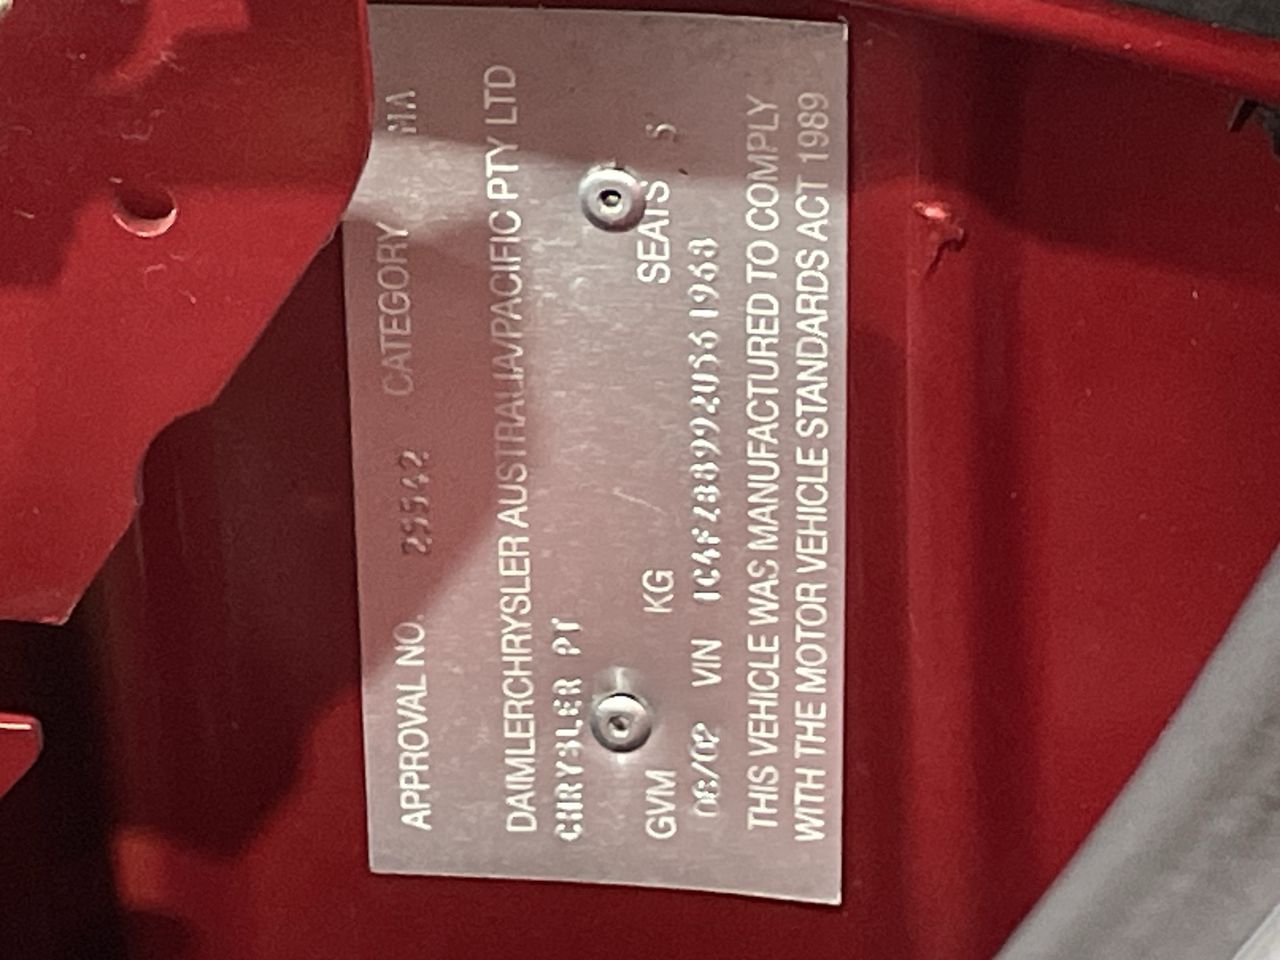 APPROVAL NO. 29542 CATEGORY MA
DAIMLERCHRYSLER AUSTRALIA/PACIFIC PTY LTD
CHRYSLER PT
GVM KG SEATS 5
08/02 VIN
THIS VEHICLE WAS MANUFACTURED TO COMPLY
WITH THE MOTOR VEHICLE STANDARDS ACT 1989